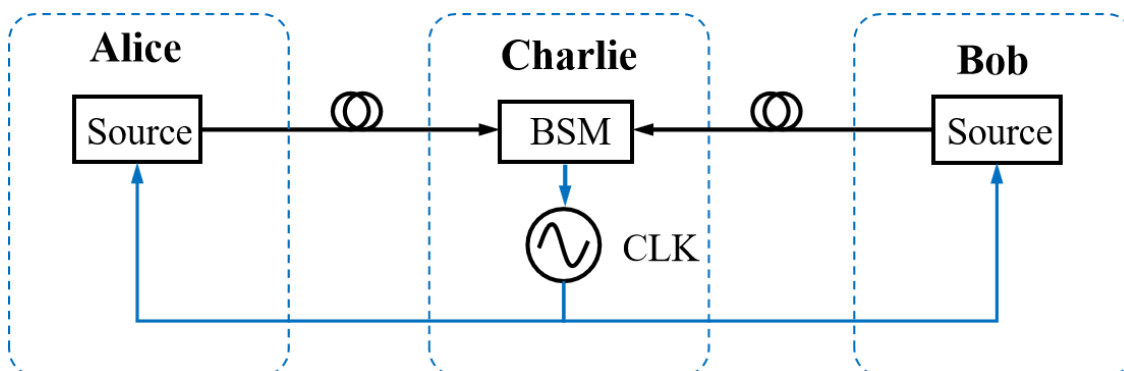 Alice
Charlie
Bob
Source
BSM
Source
CLK